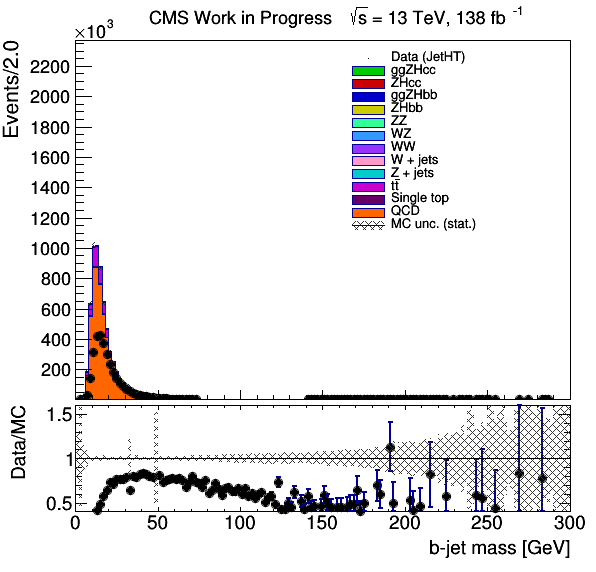 CMS Work in Progress √s = 13 TeV, 138 fb⁻¹
×10³
Events/2.0
2200
2000
1800
1600
1400
1200
1000
800
600
400
200
Data (JetHT)
ggZHcc
ZHcc
ggZHbb
ZHbb
ZZ
WZ
WW
W + jets
Z + jets
tt̄
Single top
QCD
MC unc. (stat.)
Data/MC
1.5
1
0.5
0 50 100 150 200 250 300
b-jet mass [GeV]